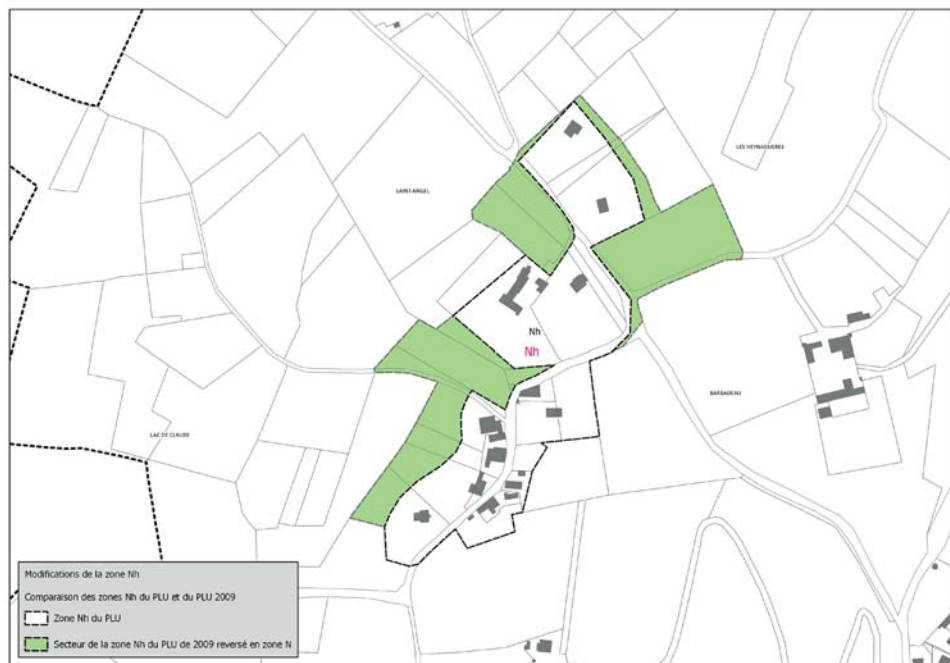 LES VEYNASSIERES
SAINT-ANGEL
Nh
Nh
BARBADEAU
LAC DE CLAUDE
Modifications de la zone Nh
Comparaison des zones Nh du PLU et du PLU 2009
Zone Nh du PLU
Secteur de la zone Nh du PLU de 2009 reversé en zone N